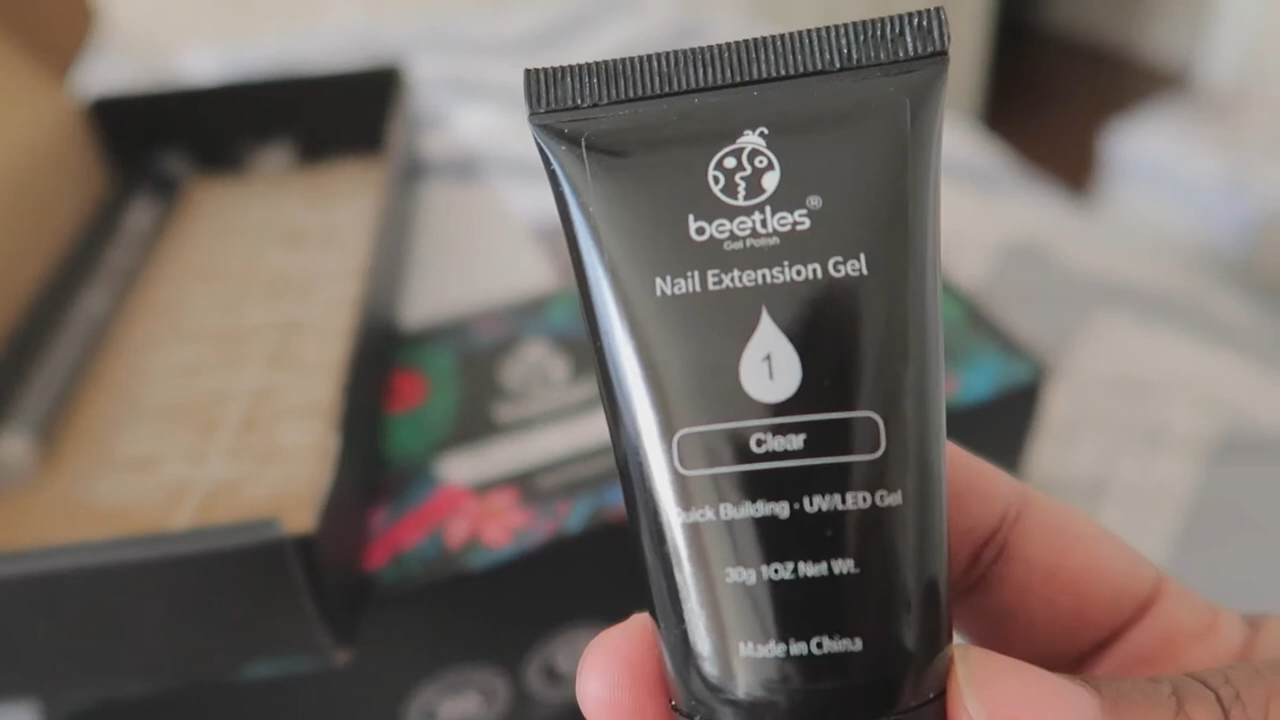 beetles®
Gel Polish
Nail Extension Gel
1
Clear
Quick Building · UV/LED Gel
30g 1OZ Net Wt.
Made in China